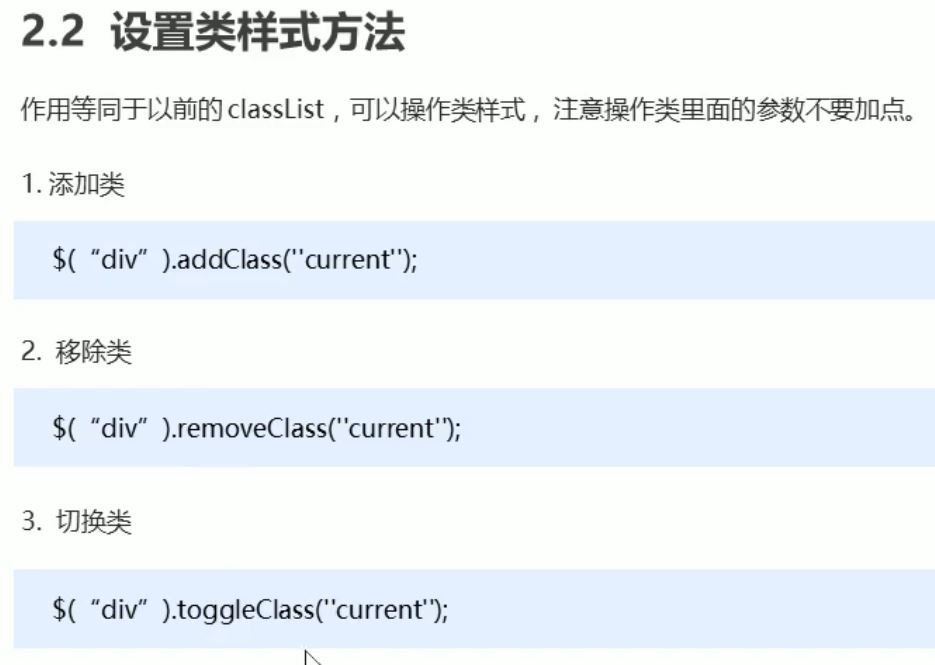 2.2 设置类样式方法
作用等同于以前的 classList，可以操作类样式， 注意操作类里面的参数不要加点。
1. 添加类
$(“div”).addClass(''current'');
2. 移除类
$(“div”).removeClass(''current'');
3. 切换类
$(“div”).toggleClass(''current'');